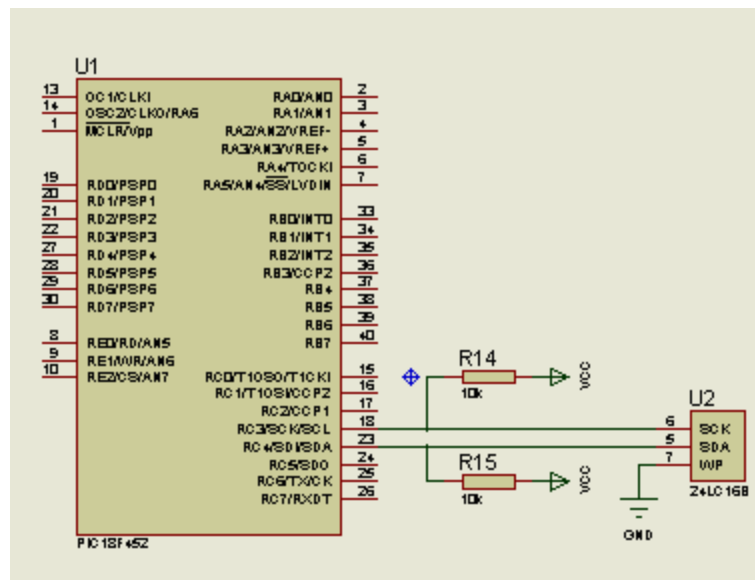 U1
13 OC1/CLKI RA0/AN0 2
14 OSC2/CLKO/RA6 RA1/AN1 3
1 MCLR/Vpp RA2/AN2/VREF- 4
RA3/AN3/VREF+ 5
RA4/TOCKI 6
19 RD0/PSP0 RA5/AN4/SS/LVDIN 7
20 RD1/PSP1
21 RD2/PSP2 RB0/INT0 33
22 RD3/PSP3 RB1/INT1 34
27 RD4/PSP4 RB2/INT2 35
28 RD5/PSP5 RB3/CCP2 36
29 RD6/PSP6 RB4 37
30 RD7/PSP7 RB5 38
RB6 39
8 RE0/RD/AN5 RB7 40
9 RE1/WR/AN6
10 RE2/CS/AN7 RC0/T1OSO/T1CKI 15
RC1/T1OSI/CCP2 16
RC2/CCP1 17
RC3/SCK/SCL 18
RC4/SDI/SDA 23
RC5/SDO 24
RC6/TX/CK 25
RC7/RXDT 26
PIC18F452
R14
10k
VCC
R15
10k
VCC
U2
6 SCK
5 SDA
7 WP
24LC16B
GND